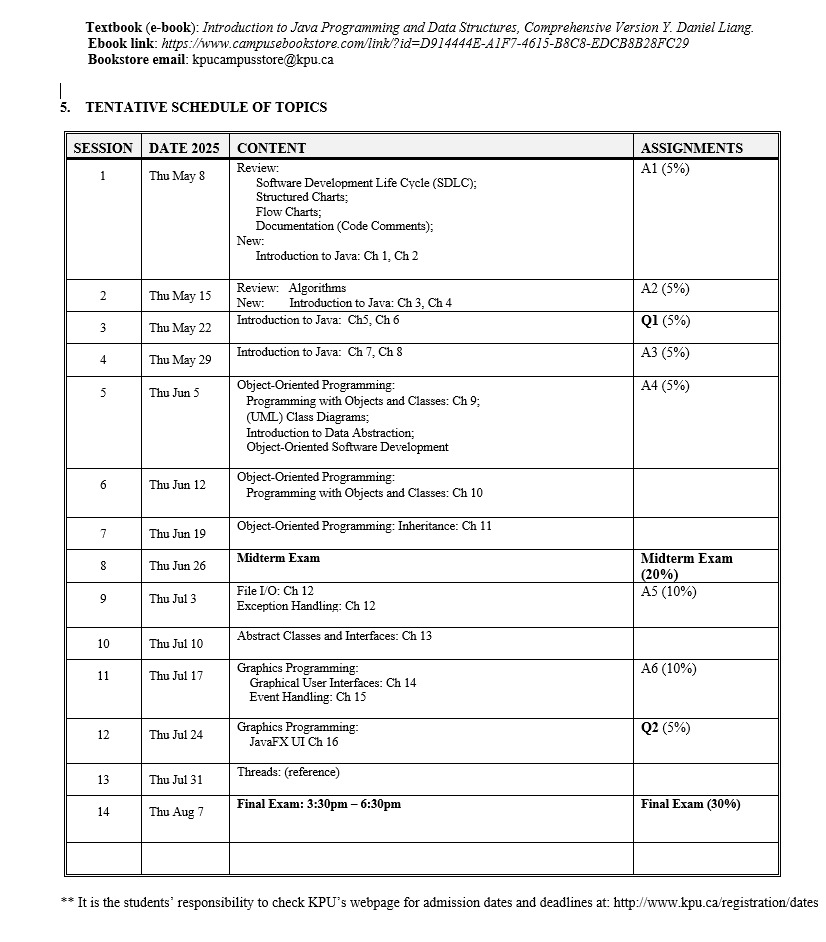 Textbook (e-book): Introduction to Java Programming and Data Structures, Comprehensive Version Y. Daniel Liang.
Ebook link: https://www.campusebookstore.com/link/?id=D914444E-A1F7-4615-B8C8-EDCB8B28FC29
Bookstore email: kpucampusstore@kpu.ca
5. TENTATIVE SCHEDULE OF TOPICS
SESSION DATE 2025 CONTENT ASSIGNMENTS
1 Thu May 8 Review: A1 (5%)
Software Development Life Cycle (SDLC);
Structured Charts;
Flow Charts;
Documentation (Code Comments);
New:
Introduction to Java: Ch 1, Ch 2
2 Thu May 15 Review: Algorithms A2 (5%)
New: Introduction to Java: Ch 3, Ch 4
3 Thu May 22 Introduction to Java: Ch5, Ch 6 Q1 (5%)
4 Thu May 29 Introduction to Java: Ch 7, Ch 8 A3 (5%)
5 Thu Jun 5 Object-Oriented Programming: A4 (5%)
Programming with Objects and Classes: Ch 9;
(UML) Class Diagrams;
Introduction to Data Abstraction;
Object-Oriented Software Development
6 Thu Jun 12 Object-Oriented Programming:
Programming with Objects and Classes: Ch 10
7 Thu Jun 19 Object-Oriented Programming: Inheritance: Ch 11
8 Thu Jun 26 Midterm Exam Midterm Exam
(20%)
9 Thu Jul 3 File I/O: Ch 12 A5 (10%)
Exception Handling: Ch 12
10 Thu Jul 10 Abstract Classes and Interfaces: Ch 13
11 Thu Jul 17 Graphics Programming: A6 (10%)
Graphical User Interfaces: Ch 14
Event Handling: Ch 15
12 Thu Jul 24 Graphics Programming: Q2 (5%)
JavaFX UI Ch 16
13 Thu Jul 31 Threads: (reference)
14 Thu Aug 7 Final Exam: 3:30pm – 6:30pm Final Exam (30%)
** It is the students’ responsibility to check KPU’s webpage for admission dates and deadlines at: http://www.kpu.ca/registration/dates